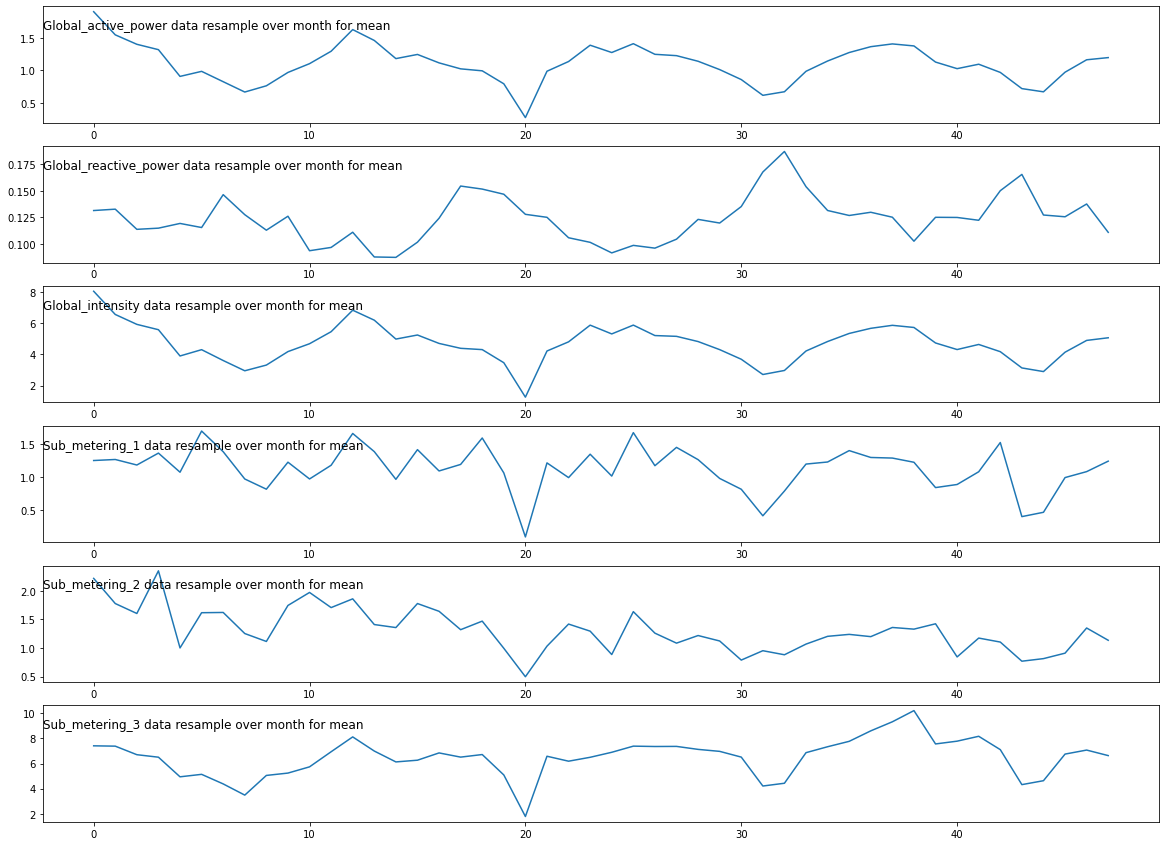 Global_active_power data resample over month for mean
1.5
1.0
0.5
0 10 20 30 40
Global_reactive_power data resample over month for mean
0.175
0.150
0.125
0.100
0 10 20 30 40
Global_intensity data resample over month for mean
8
6
4
2
0 10 20 30 40
Sub_metering_1 data resample over month for mean
1.5
1.0
0.5
0 10 20 30 40
Sub_metering_2 data resample over month for mean
2.0
1.5
1.0
0.5
0 10 20 30 40
Sub_metering_3 data resample over month for mean
10
8
6
4
2
0 10 20 30 40